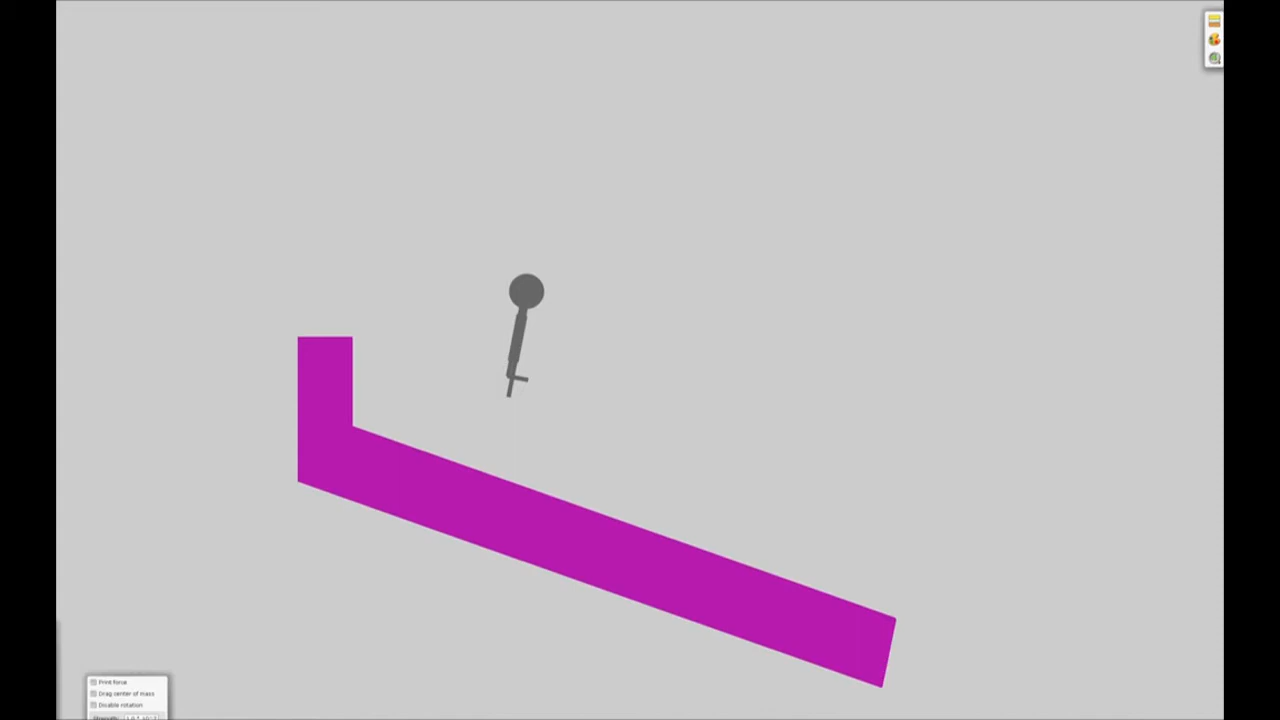 Print force
Drag center of mass
Disable rotation